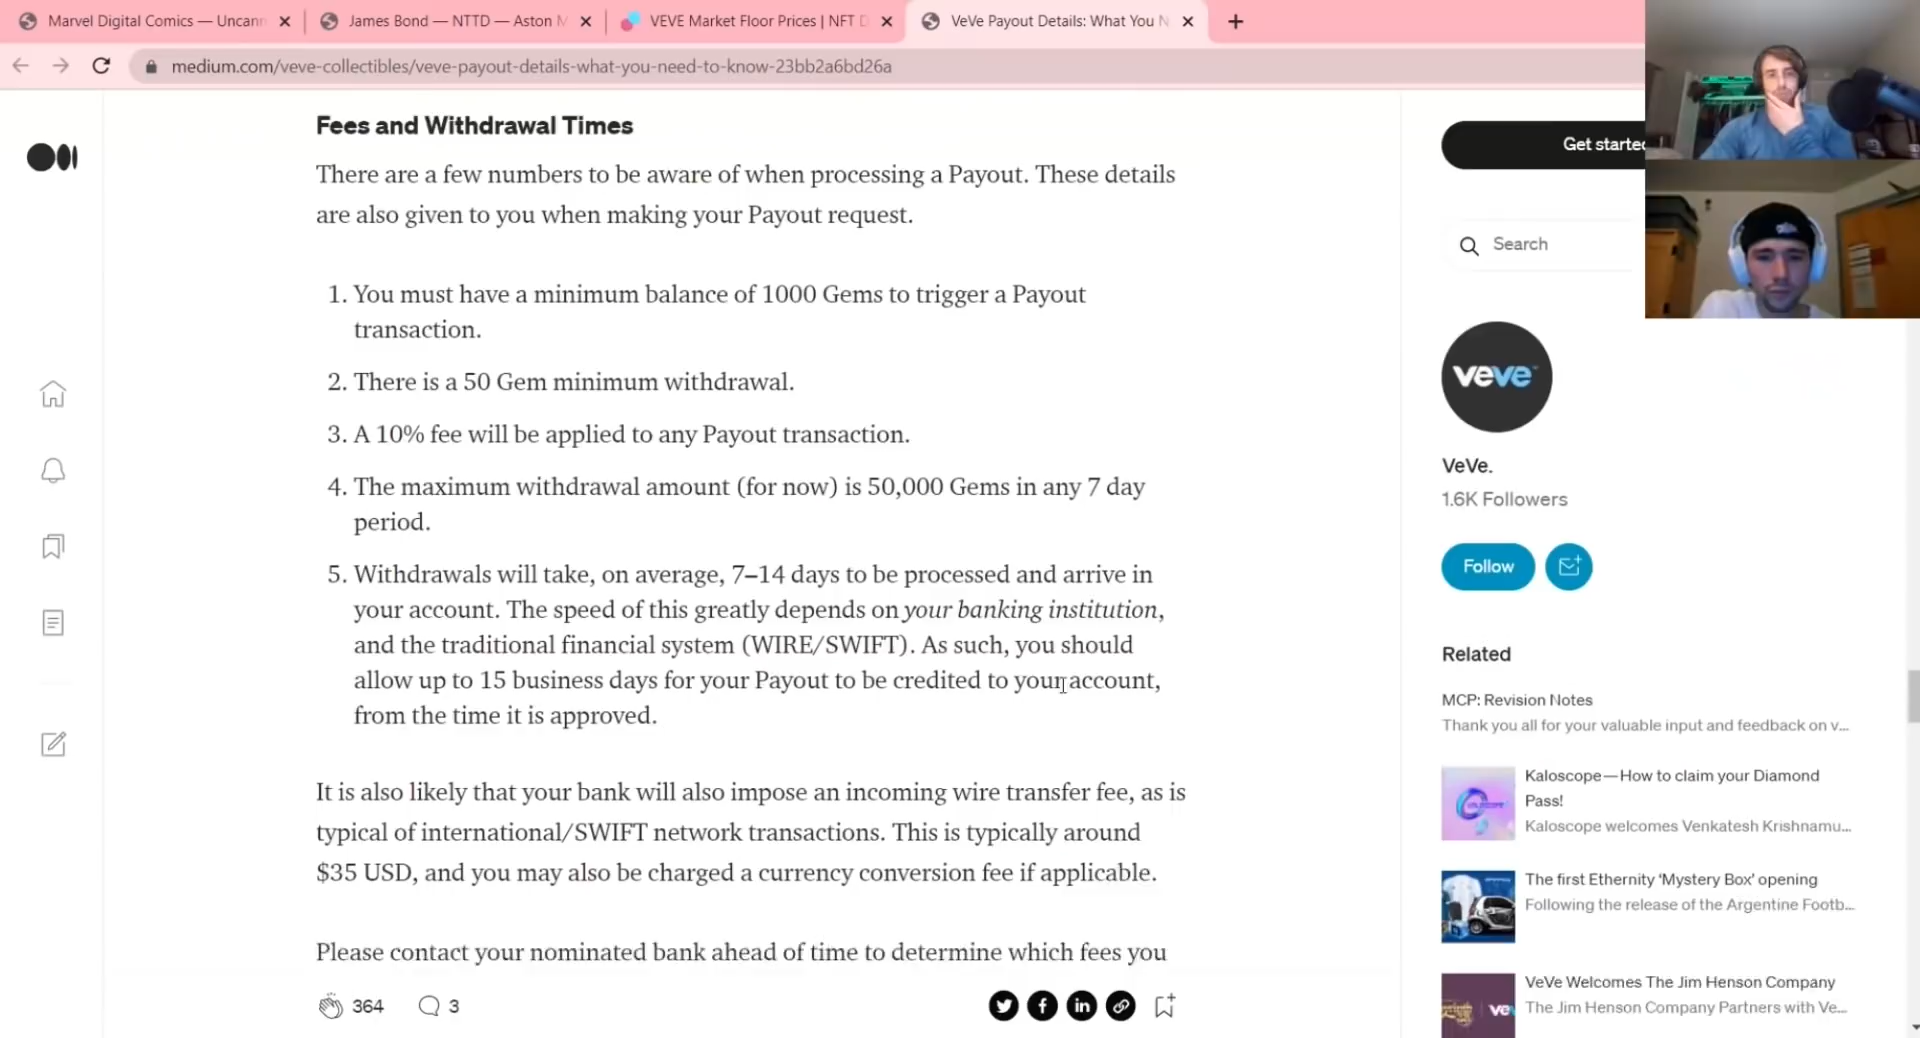 Marvel Digital Comics — Uncann
James Bond — NTTD — Aston M
VEVE Market Floor Prices | NFT D
VeVe Payout Details: What You N
medium.com/veve-collectibles/veve-payout-details-what-you-need-to-know-23bb2a6bd26a
Fees and Withdrawal Times
There are a few numbers to be aware of when processing a Payout. These details
are also given to you when making your Payout request.
1. You must have a minimum balance of 1000 Gems to trigger a Payout
transaction.
2. There is a 50 Gem minimum withdrawal.
3. A 10% fee will be applied to any Payout transaction.
4. The maximum withdrawal amount (for now) is 50,000 Gems in any 7 day
period.
5. Withdrawals will take, on average, 7–14 days to be processed and arrive in
your account. The speed of this greatly depends on your banking institution,
and the traditional financial system (WIRE/SWIFT). As such, you should
allow up to 15 business days for your Payout to be credited to your account,
from the time it is approved.
It is also likely that your bank will also impose an incoming wire transfer fee, as is
typical of international/SWIFT network transactions. This is typically around
$35 USD, and you may also be charged a currency conversion fee if applicable.
Please contact your nominated bank ahead of time to determine which fees you
364
3
Get started
Search
veve
VeVe.
1.6K Followers
Follow
Related
MCP: Revision Notes
Thank you all for your valuable input and feedback on v...
Kaloscope—How to claim your Diamond
Pass!
Kaloscope welcomes Venkatesh Krishnamu...
The first Ethernity ‘Mystery Box’ opening
Following the release of the Argentine Footb...
VeVe Welcomes The Jim Henson Company
The Jim Henson Company Partners with Ve...